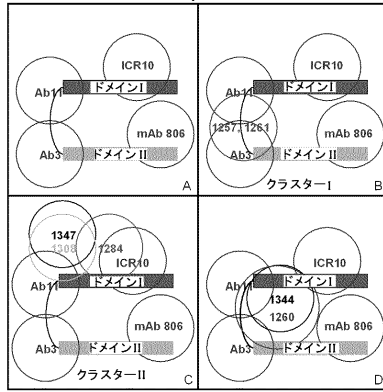 ICR10
Ab11
ドメインI
mAb 806
Ab3
ドメインII
A
ICR10
Ab11
ドメインI
1257, 1261
mAb 806
Ab3
ドメインII
クラスターI
B
1347
1308
1284
ICR10
Ab11
ドメインI
mAb 806
Ab3
ドメインII
クラスターII
C
ICR10
Ab11
ドメインI
1344
1260
mAb 806
Ab3
ドメインII
D